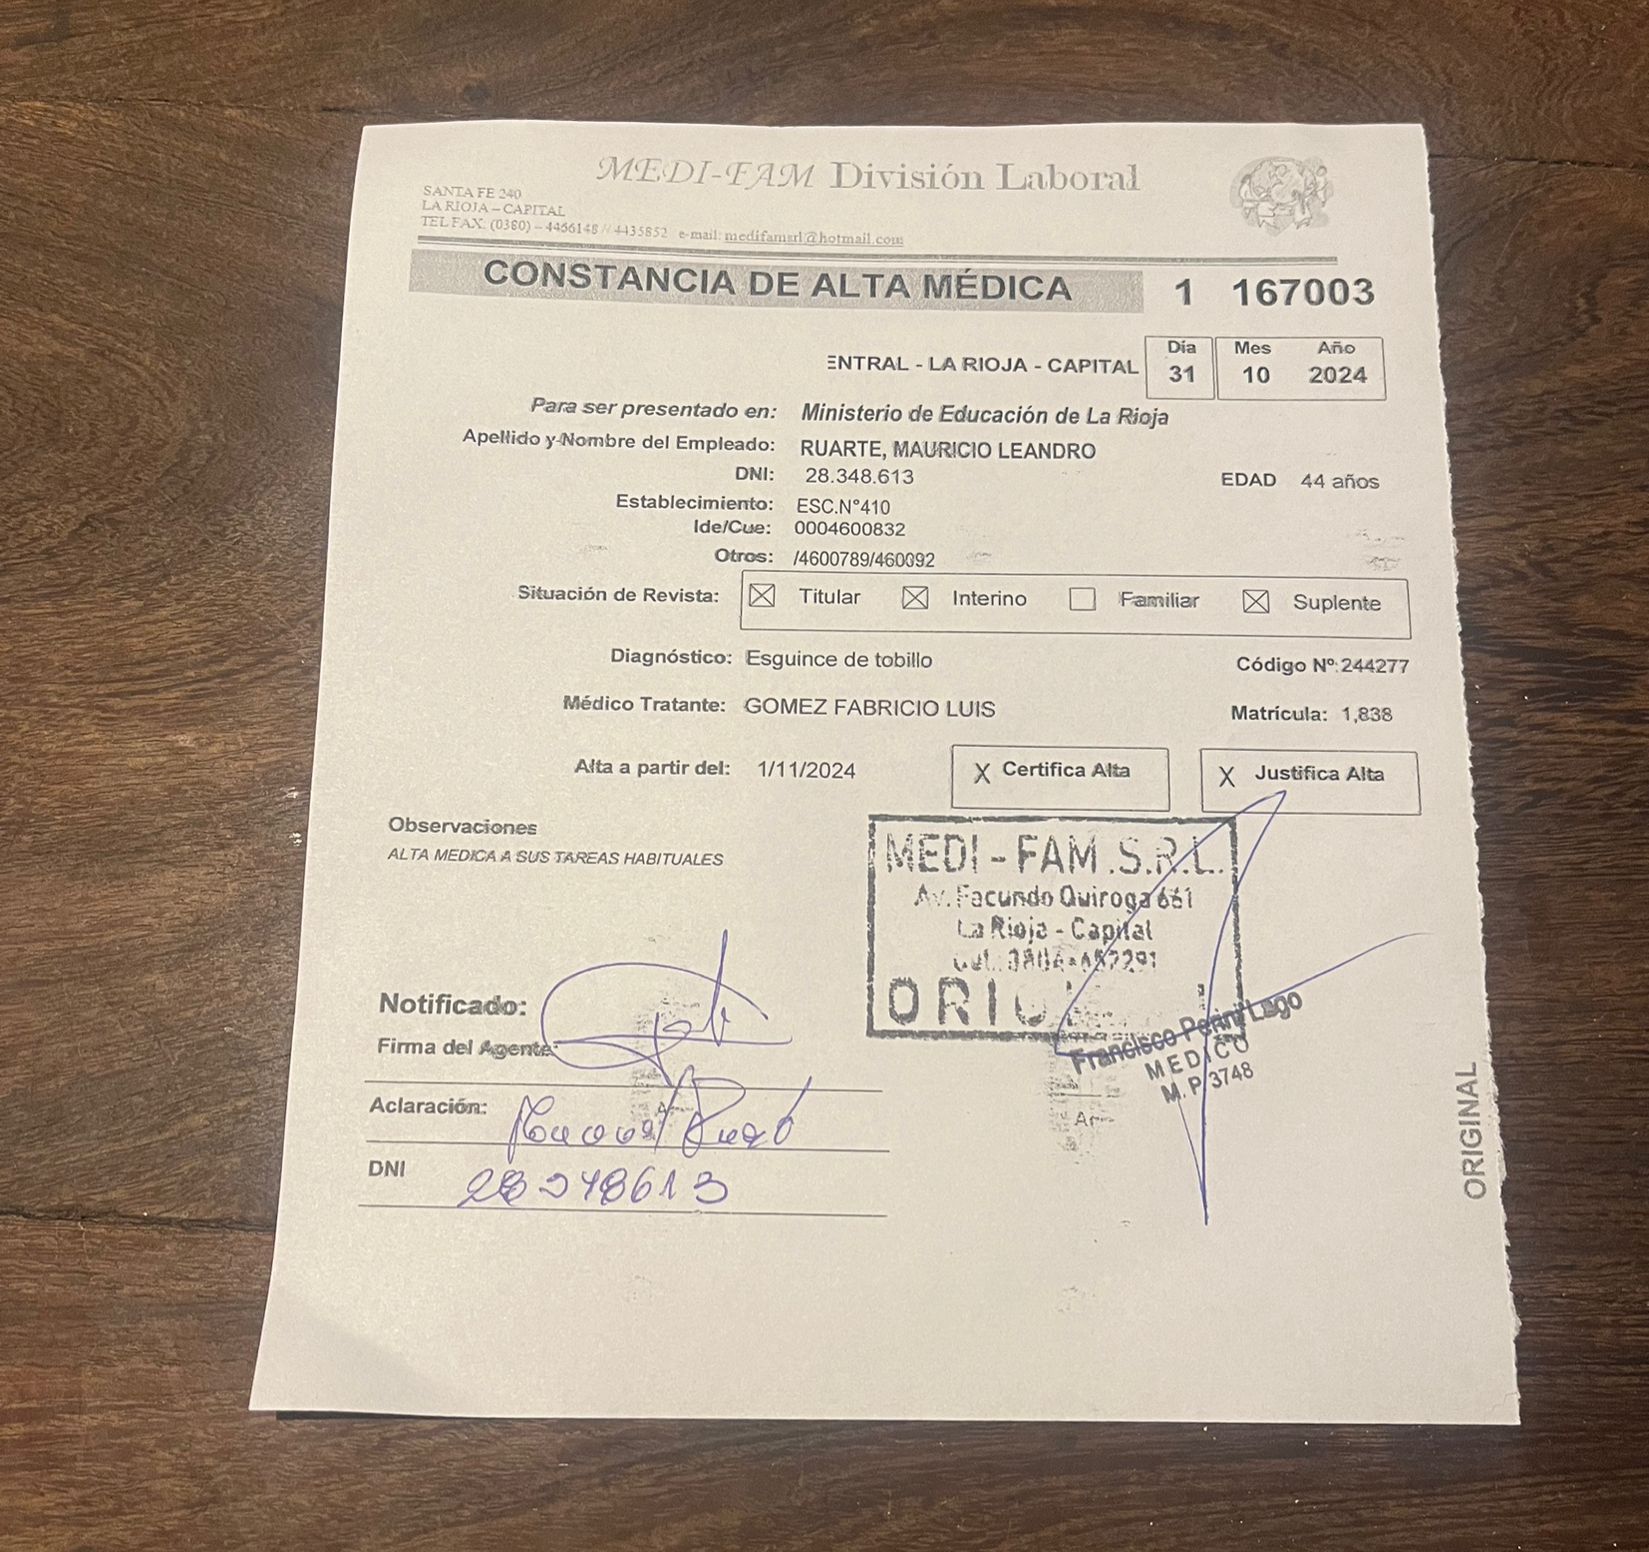 MEDI-FAM División Laboral
SANTA FE 240
LA RIOJA – CAPITAL
TEL FAX: (0380) – 4456148 // 4435852 e-mail: medifamsrl@hotmail.com
CONSTANCIA DE ALTA MÉDICA 1 167003
ENTRAL - LA RIOJA - CAPITAL
Día Mes Año
31 10 2024
Para ser presentado en: Ministerio de Educación de La Rioja
Apellido y Nombre del Empleado: RUARTE, MAURICIO LEANDRO
DNI: 28.348.613 EDAD 44 años
Establecimiento: ESC.N°410
Ide/Cue: 0004600832
Otros: /4600789/460092
Situación de Revista: Titular Interino Familiar Suplente
Diagnóstico: Esguince de tobillo Código Nº: 244277
Médico Tratante: GOMEZ FABRICIO LUIS Matrícula: 1,838
Alta a partir del: 1/11/2024 X Certifica Alta X Justifica Alta
Observaciones
ALTA MEDICA A SUS TAREAS HABITUALES
MEDI - FAM .S.R.L.
Av. Facundo Quiroga 661
La Rioja - Capital
Notificado:
Firma del Agente:
Francisco Lago
MEDICO
M.P. 3748
Aclaración:
DNI 28348613
ORIGINAL